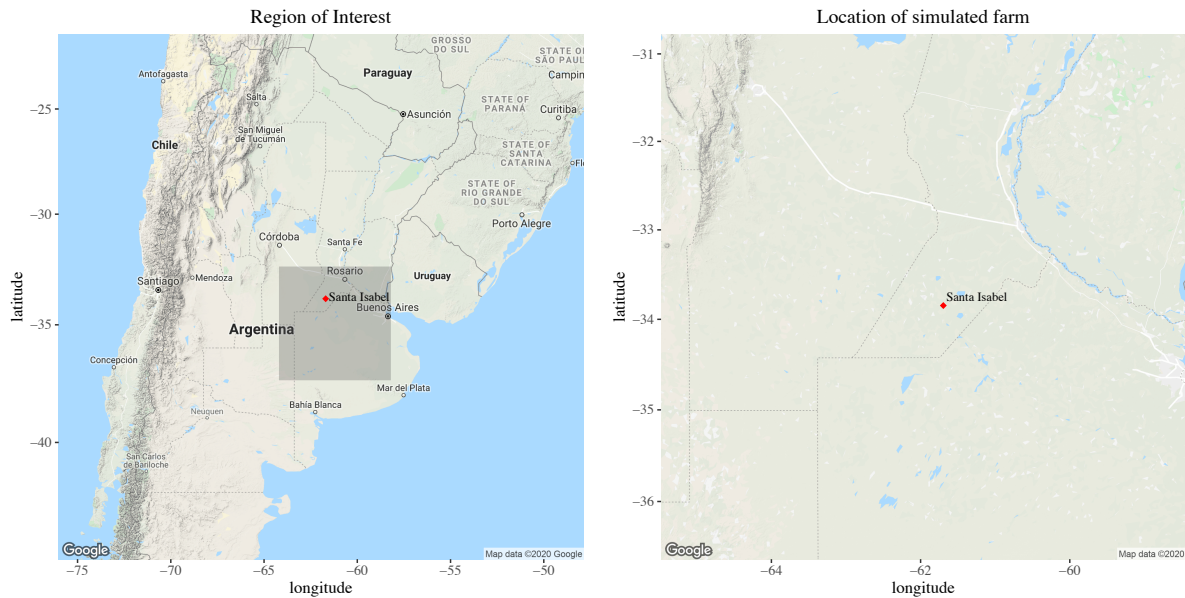 Region of Interest
GROSSO
DO SUL
STATE OF
SÃO PAUL
Antofagasta
Paraguay
Campin
Salta
STATE OF
PARANÁ
Curitiba
Asunción
San Miguel
de Tucumán
Chile
STATE OF
SANTA
CATARINA
Flo
STATE OF
RIO GRANDE
DO SUL
Porto Alegre
Córdoba
Santa Fe
Rosario
Uruguay
Santiago
Mendoza
Santa Isabel
Buenos Aires
Argentina
Concepción
Mar del Plata
Bahía Blanca
Neuquen
San Carlos
de Bariloche
Google
Map data ©2020 Google
−25
−30
−35
−40
latitude
−75
−70
−65
−60
−55
−50
longitude
Location of simulated farm
Santa Isabel
Google
Map data ©2020
−31
−32
−33
−34
−35
−36
latitude
−64
−62
−60
longitude